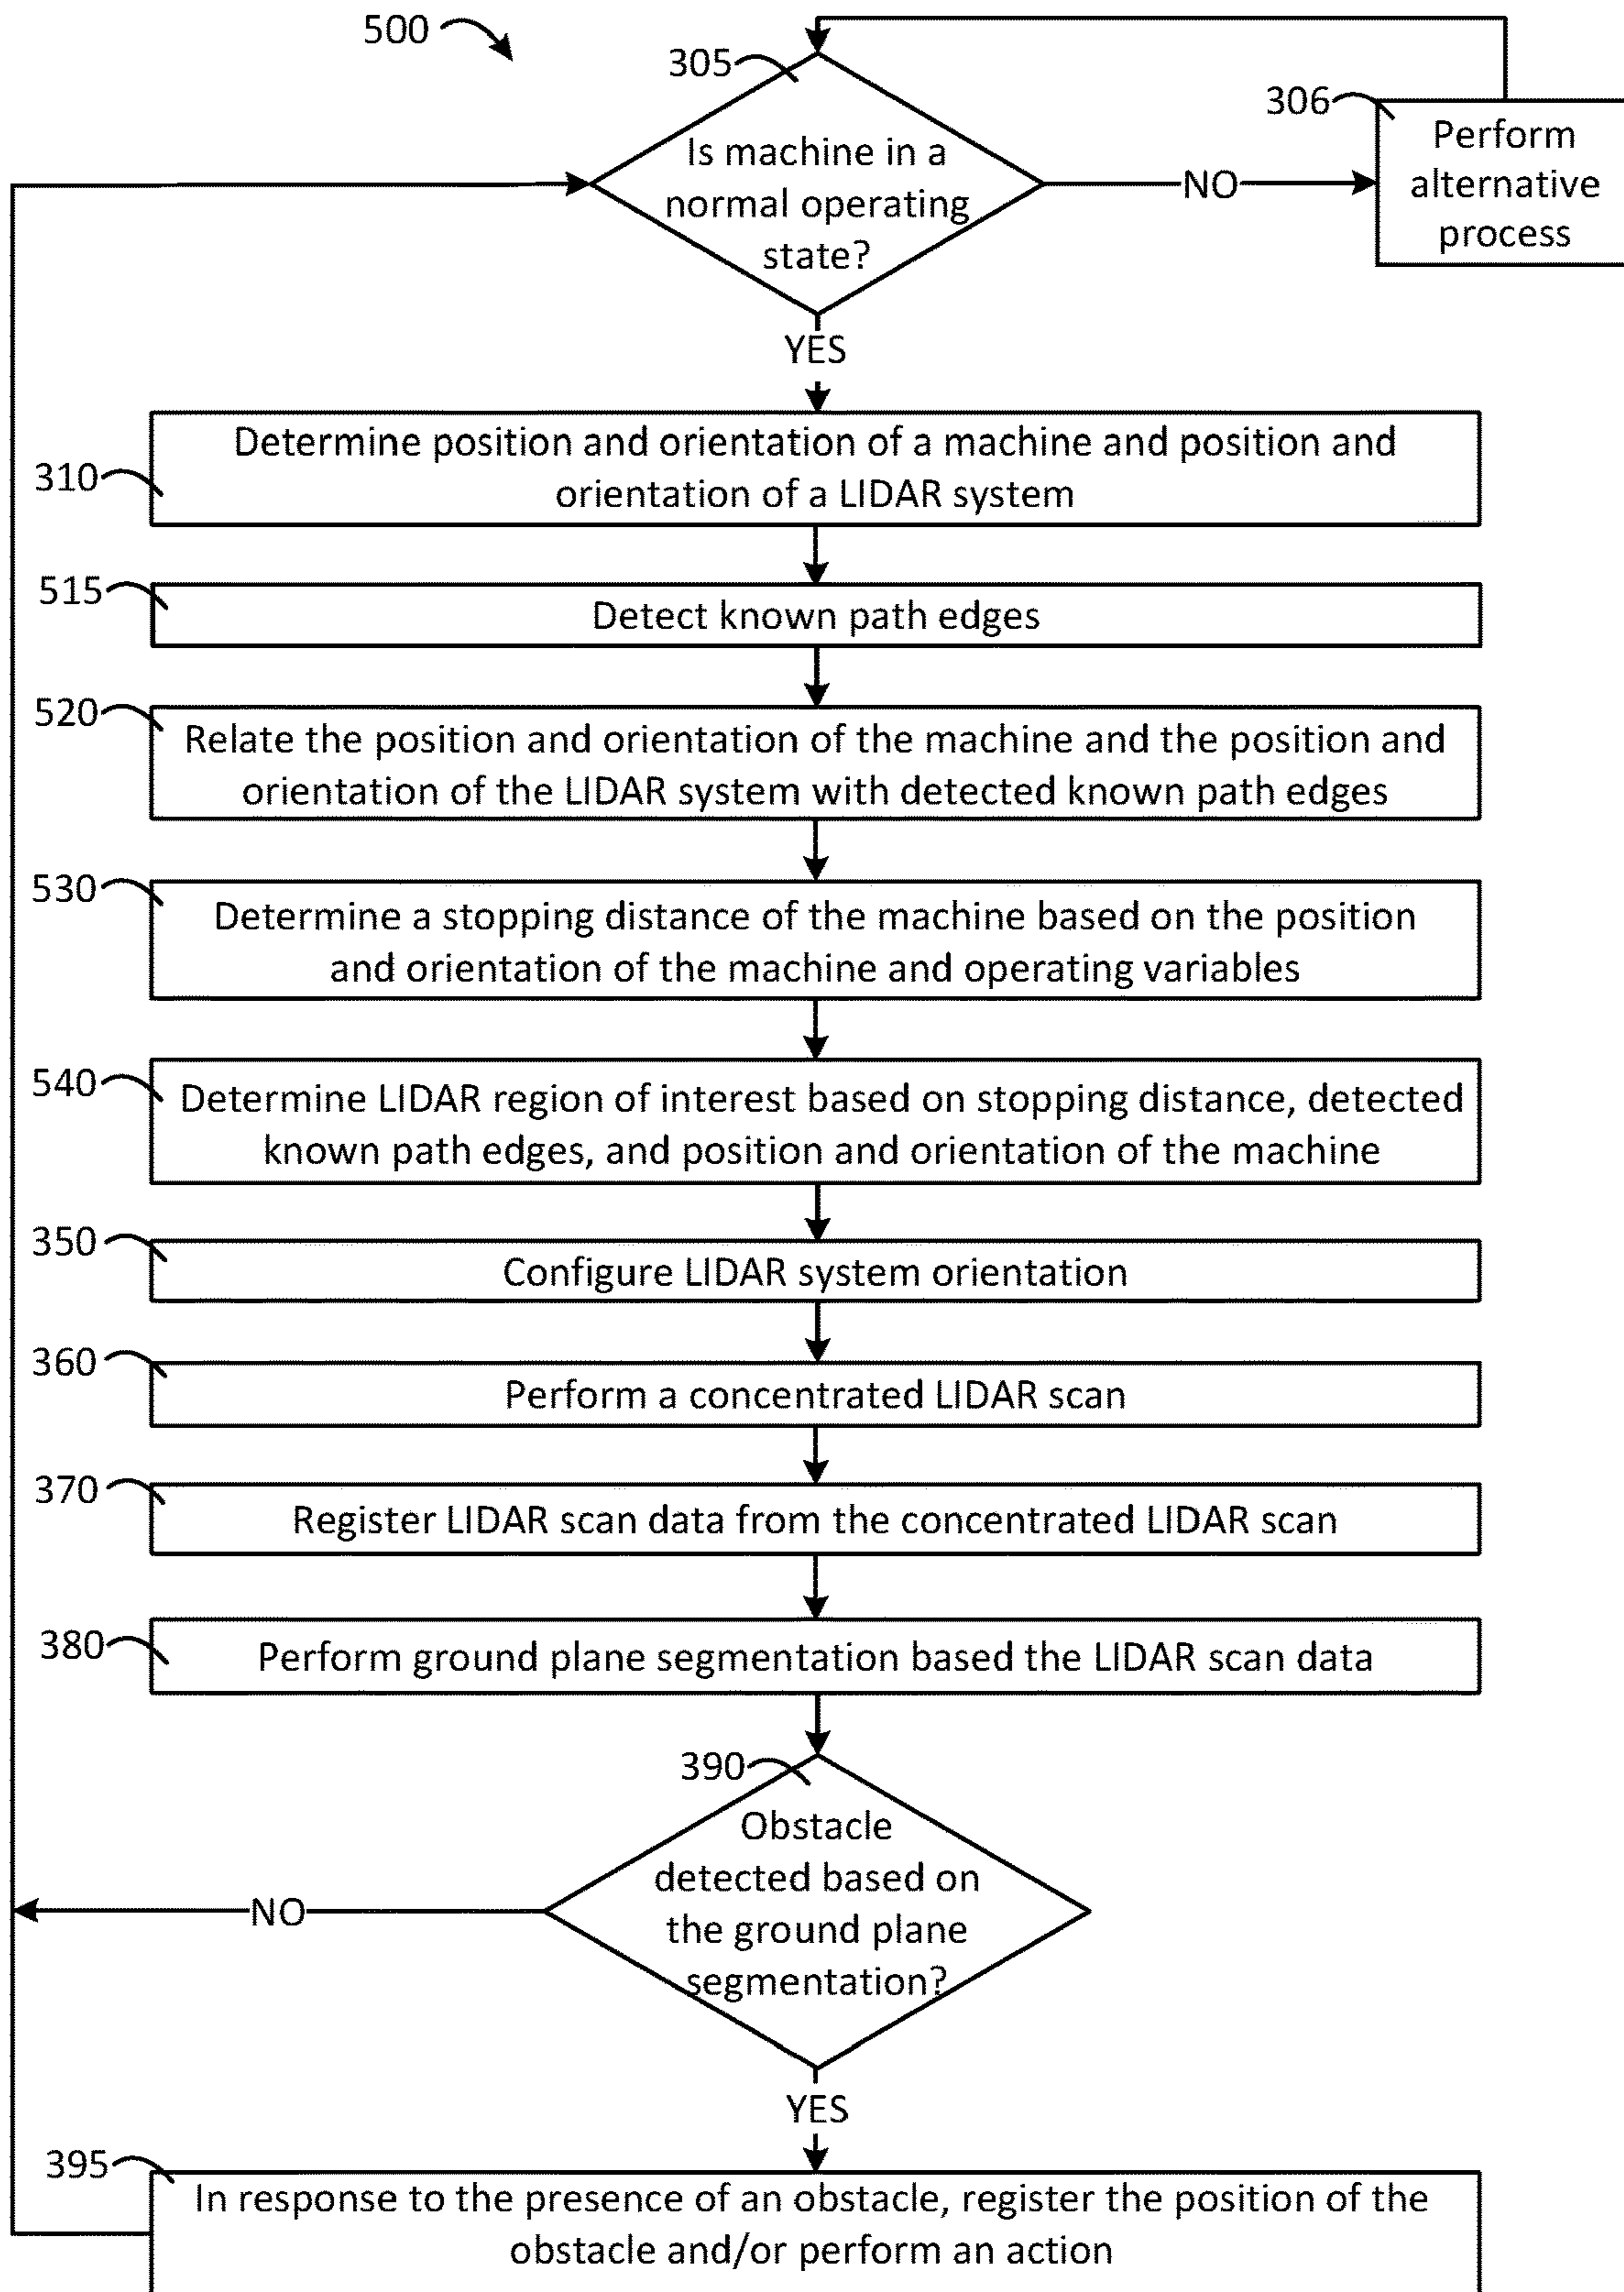 500
305
306
Is machine in a
normal operating
state?
NO
Perform
alternative
process
YES
310
Determine position and orientation of a machine and position and
orientation of a LIDAR system
515
Detect known path edges
520
Relate the position and orientation of the machine and the position and
orientation of the LIDAR system with detected known path edges
530
Determine a stopping distance of the machine based on the position
and orientation of the machine and operating variables
540
Determine LIDAR region of interest based on stopping distance, detected
known path edges, and position and orientation of the machine
350
Configure LIDAR system orientation
360
Perform a concentrated LIDAR scan
370
Register LIDAR scan data from the concentrated LIDAR scan
380
Perform ground plane segmentation based the LIDAR scan data
390
Obstacle
detected based on
the ground plane
segmentation?
NO
YES
395
In response to the presence of an obstacle, register the position of the
obstacle and/or perform an action